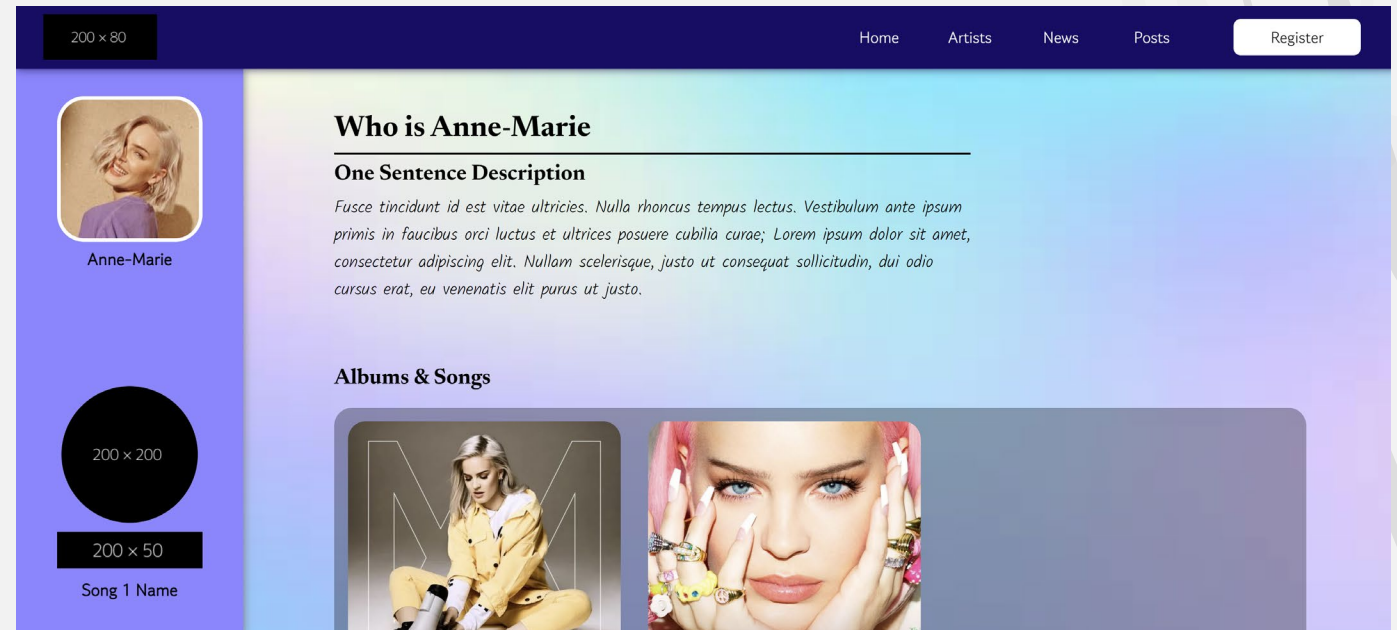 200 × 80
Home
Artists
News
Posts
Register
Anne-Marie
200 × 200
200 × 50
Song 1 Name
Who is Anne-Marie
One Sentence Description
Fusce tincidunt id est vitae ultricies. Nulla rhoncus tempus lectus. Vestibulum ante ipsum
primis in faucibus orci luctus et ultrices posuere cubilia curae; Lorem ipsum dolor sit amet,
consectetur adipiscing elit. Nullam scelerisque, justo ut consequat sollicitudin, dui odio
cursus erat, eu venenatis elit purus ut justo.
Albums & Songs